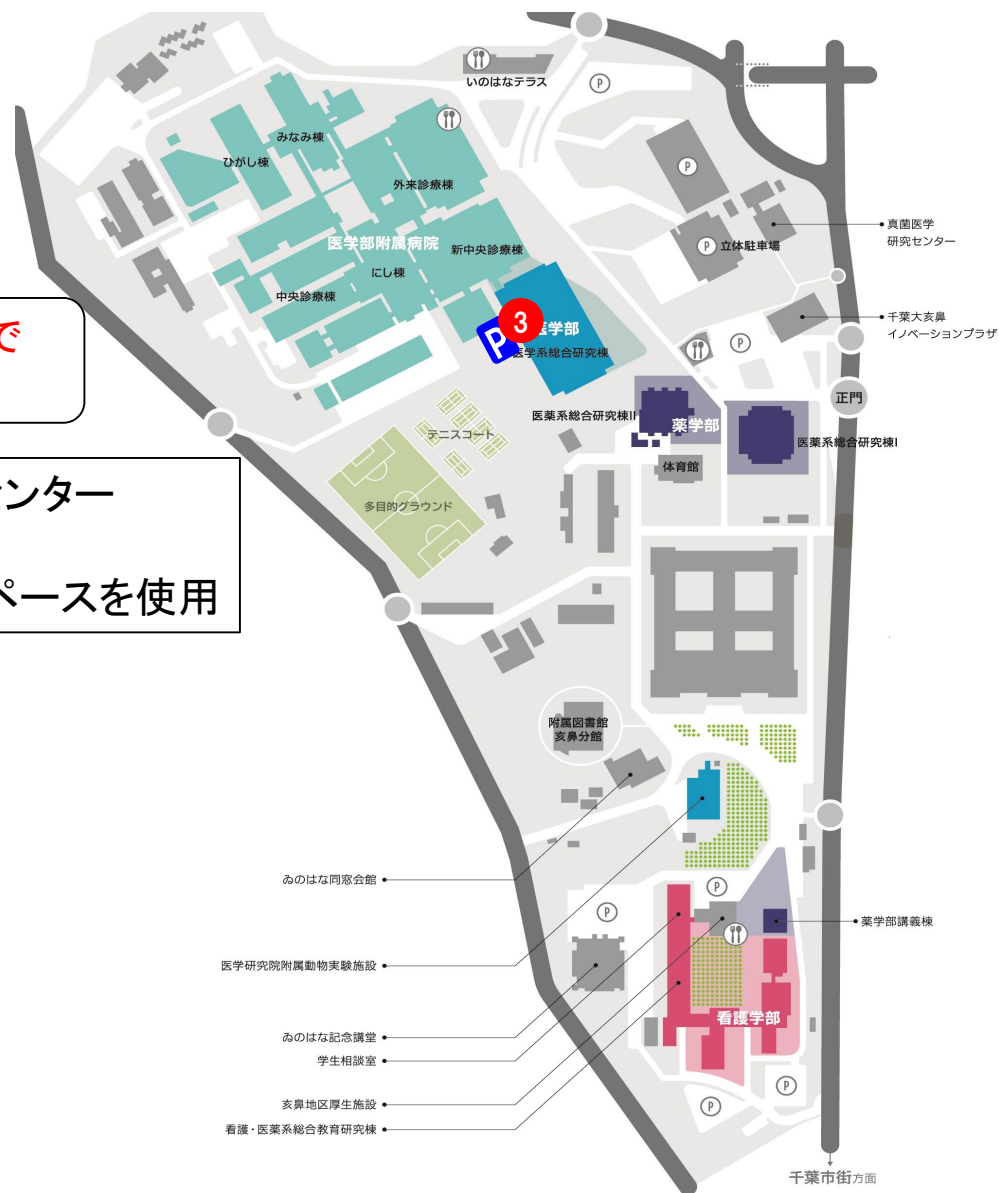 いのはなテラス
P
みなみ棟
ひがし棟
外来診療棟
P
真菌医学
研究センター
医学部附属病院
新中央診療棟
P 立体駐車場
にし棟
中央診療棟
で
P 3 医学部
医学系総合研究棟
千葉大亥鼻
イノベーションプラザ
P
正門
医薬系総合研究棟II
薬学部
テニスコート
医薬系総合研究棟I
体育館
センター
多目的グラウンド
ペースを使用
附属図書館
亥鼻分館
ゐのはな同窓会館
P
P
薬学部講義棟
医学研究院附属動物実験施設
看護学部
ゐのはな記念講堂
学生相談室
P
亥鼻地区厚生施設
P
看護・医薬系総合教育研究棟
千葉市街方面